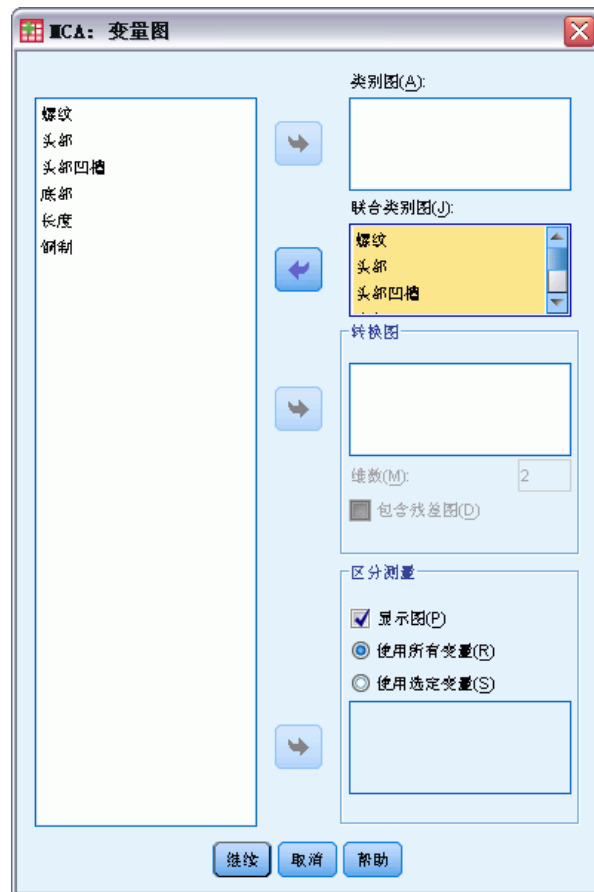 MCA: 变量图
螺纹
头部
头部凹槽
底部
长度
铜制
类别图(A):
联合类别图(J):
螺纹
头部
头部凹槽
转换图
维数(M):
2
包含残差图(D)
区分测量
显示图(P)
使用所有变量(R)
使用选定变量(S)
继续
取消
帮助